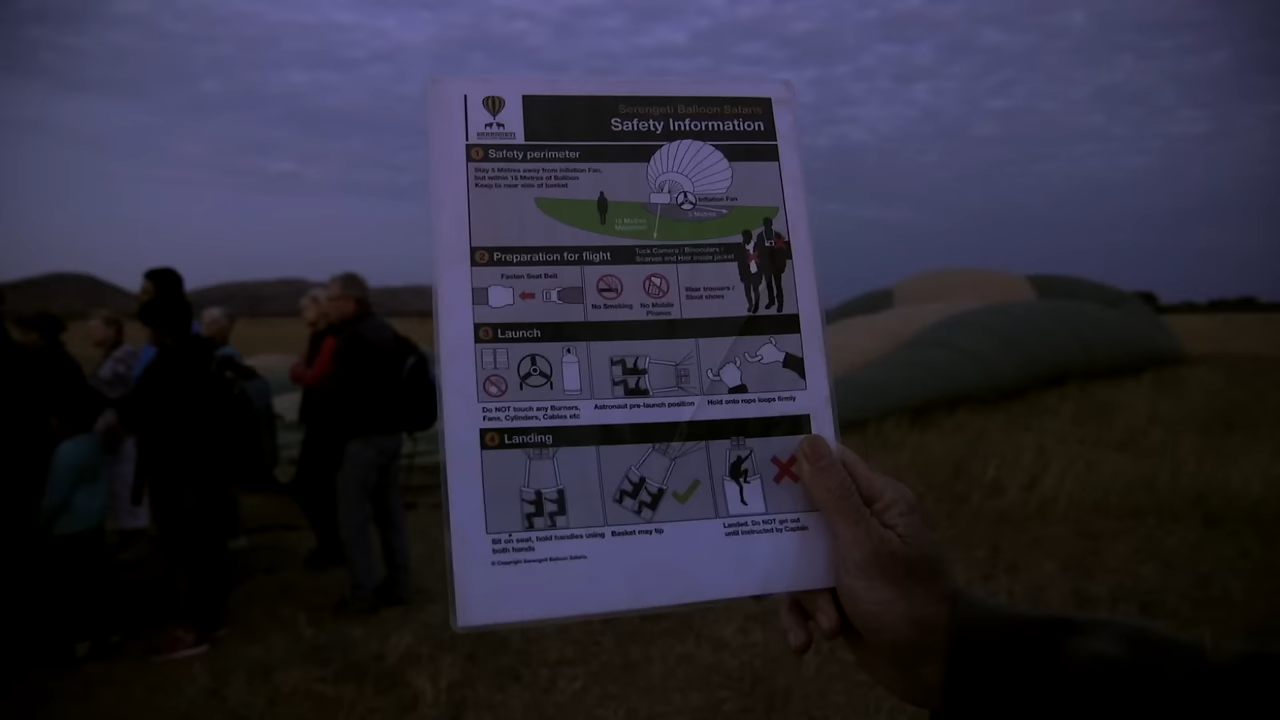 Serengeti Balloon Safaris
Safety Information
SERENGETI
1 Safety perimeter
Stay 5 Metres away from Inflation Fan,
but within 15 Metres of Balloon
Keep to near side of basket
Inflation Fan
5 Metres
15 Metres
2 Preparation for flight
Tuck Camera / Binoculars /
Scarves and Hair inside jacket
Fasten Seat Belt
No Smoking
No Mobile
Phones
Wear trousers /
Stout shoes
3 Launch
Do NOT touch any Burners,
Fans, Cylinders, Cables etc
Astronaut pre-launch position
Hold onto rope loops firmly
4 Landing
Sit on seat, hold handles using
both hands
Basket may tip
Landed. Do NOT get out
until instructed by Captain
© Copyright Serengeti Balloon Safaris